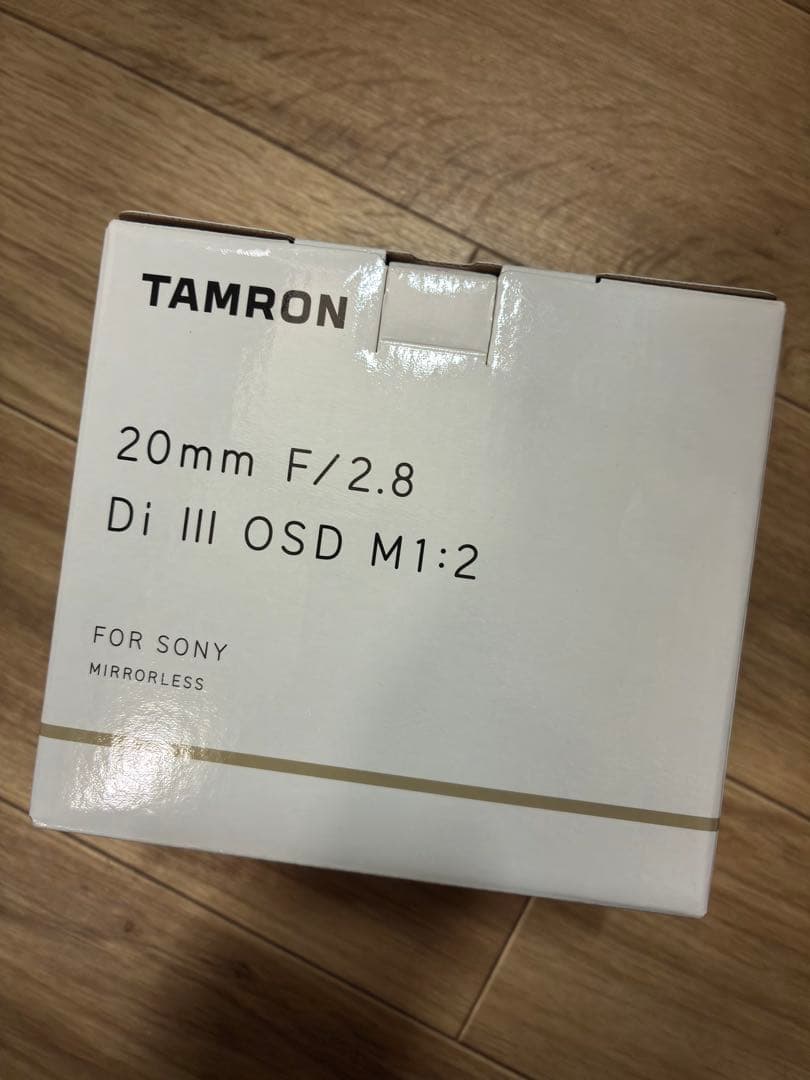 TAMRON
20mm F/2.8
Di III OSD M1:2
FOR SONY
MIRRORLESS